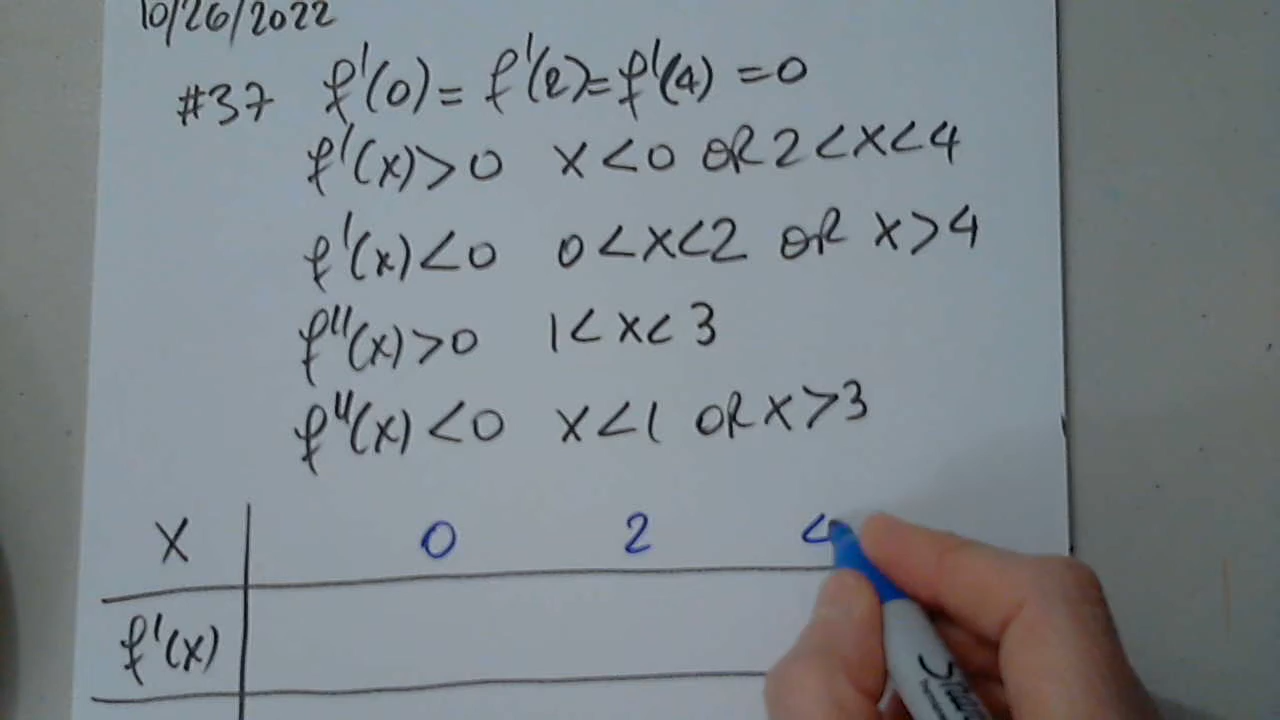 10/26/2022
#37 f'(0)= f'(2)=f'(4) =0
f'(x)>0 x<0 OR 2<x<4
f'(x)<0 0<x<2 OR x>4
f''(x)>0 1<x<3
f''(x)<0 x<1 OR x>3
x 0 2
f'(x)